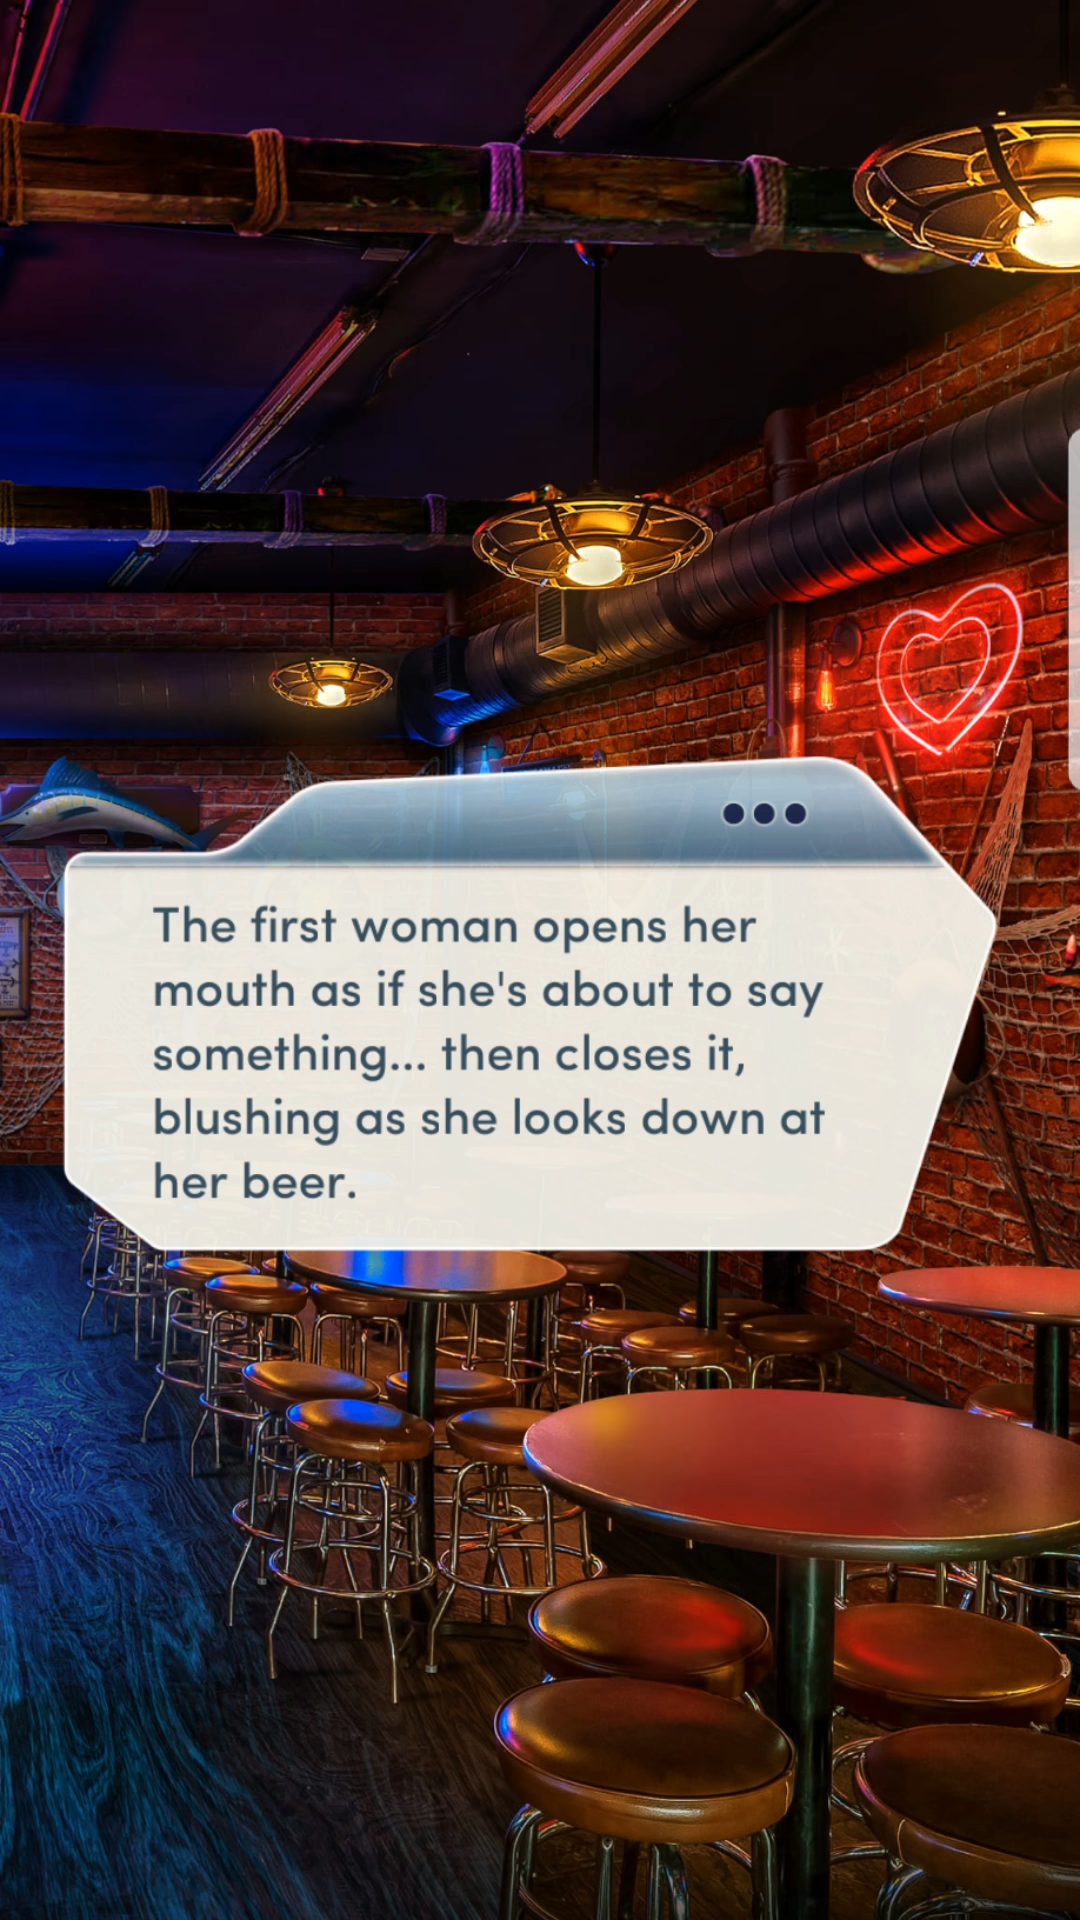 The first woman opens her
mouth as if she's about to say
something... then closes it,
blushing as she looks down at
her beer.